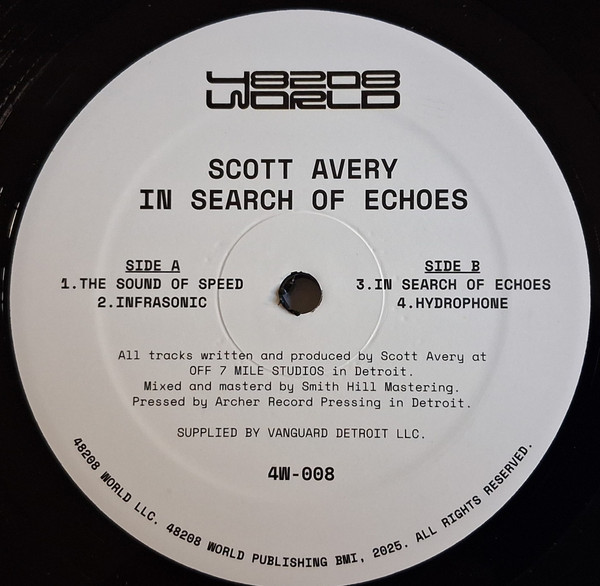 48208
WORLD
SCOTT AVERY
IN SEARCH OF ECHOES
SIDE A
1.THE SOUND OF SPEED
2.INFRASONIC
SIDE B
3.IN SEARCH OF ECHOES
4.HYDROPHONE
All tracks written and produced by Scott Avery at
OFF 7 MILE STUDIOS in Detroit.
Mixed and masterd by Smith Hill Mastering.
Pressed by Archer Record Pressing in Detroit.
SUPPLIED BY VANGUARD DETROIT LLC.
4W-008
48208 WORLD LLC. 48208 WORLD PUBLISHING BMI, 2025. ALL RIGHTS RESERVED.